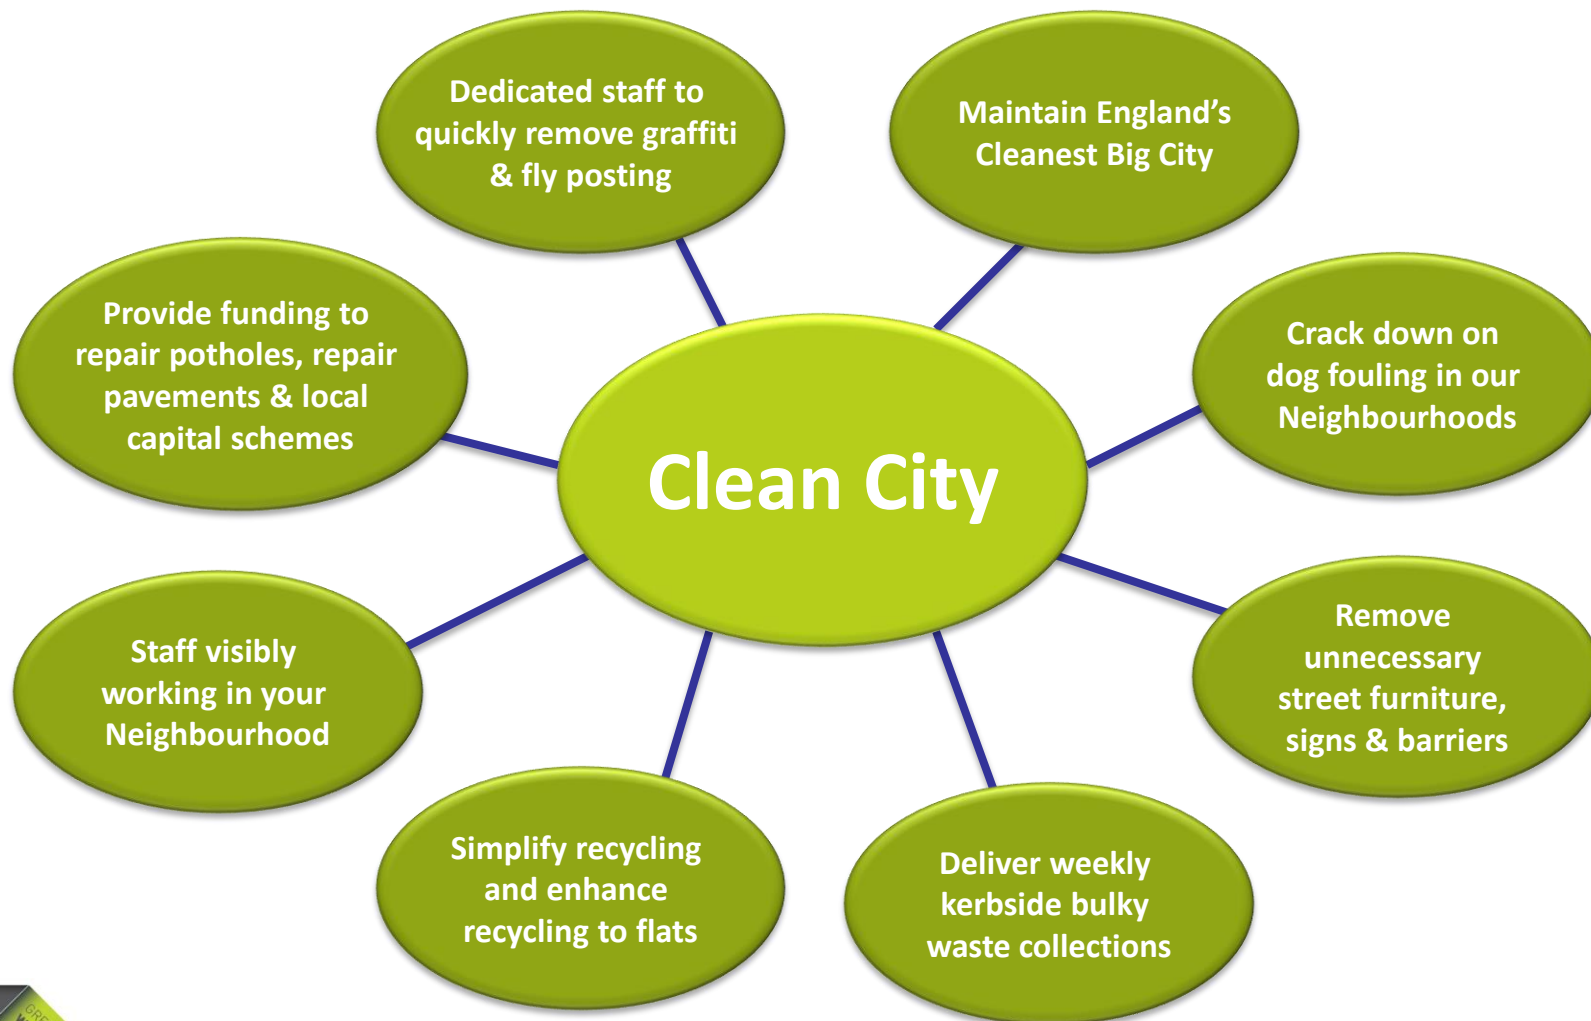 Dedicated staff to
quickly remove graffiti
& fly posting
Maintain England's
Cleanest Big City
Provide funding to
repair potholes, repair
pavements & local
capital schemes
Crack down on
dog fouling in our
Neighbourhoods
Clean City
Staff visibly
working in your
Neighbourhood
Remove
unnecessary
street furniture,
signs & barriers
Simplify recycling
and enhance
recycling to flats
Deliver weekly
kerbside bulky
waste collections